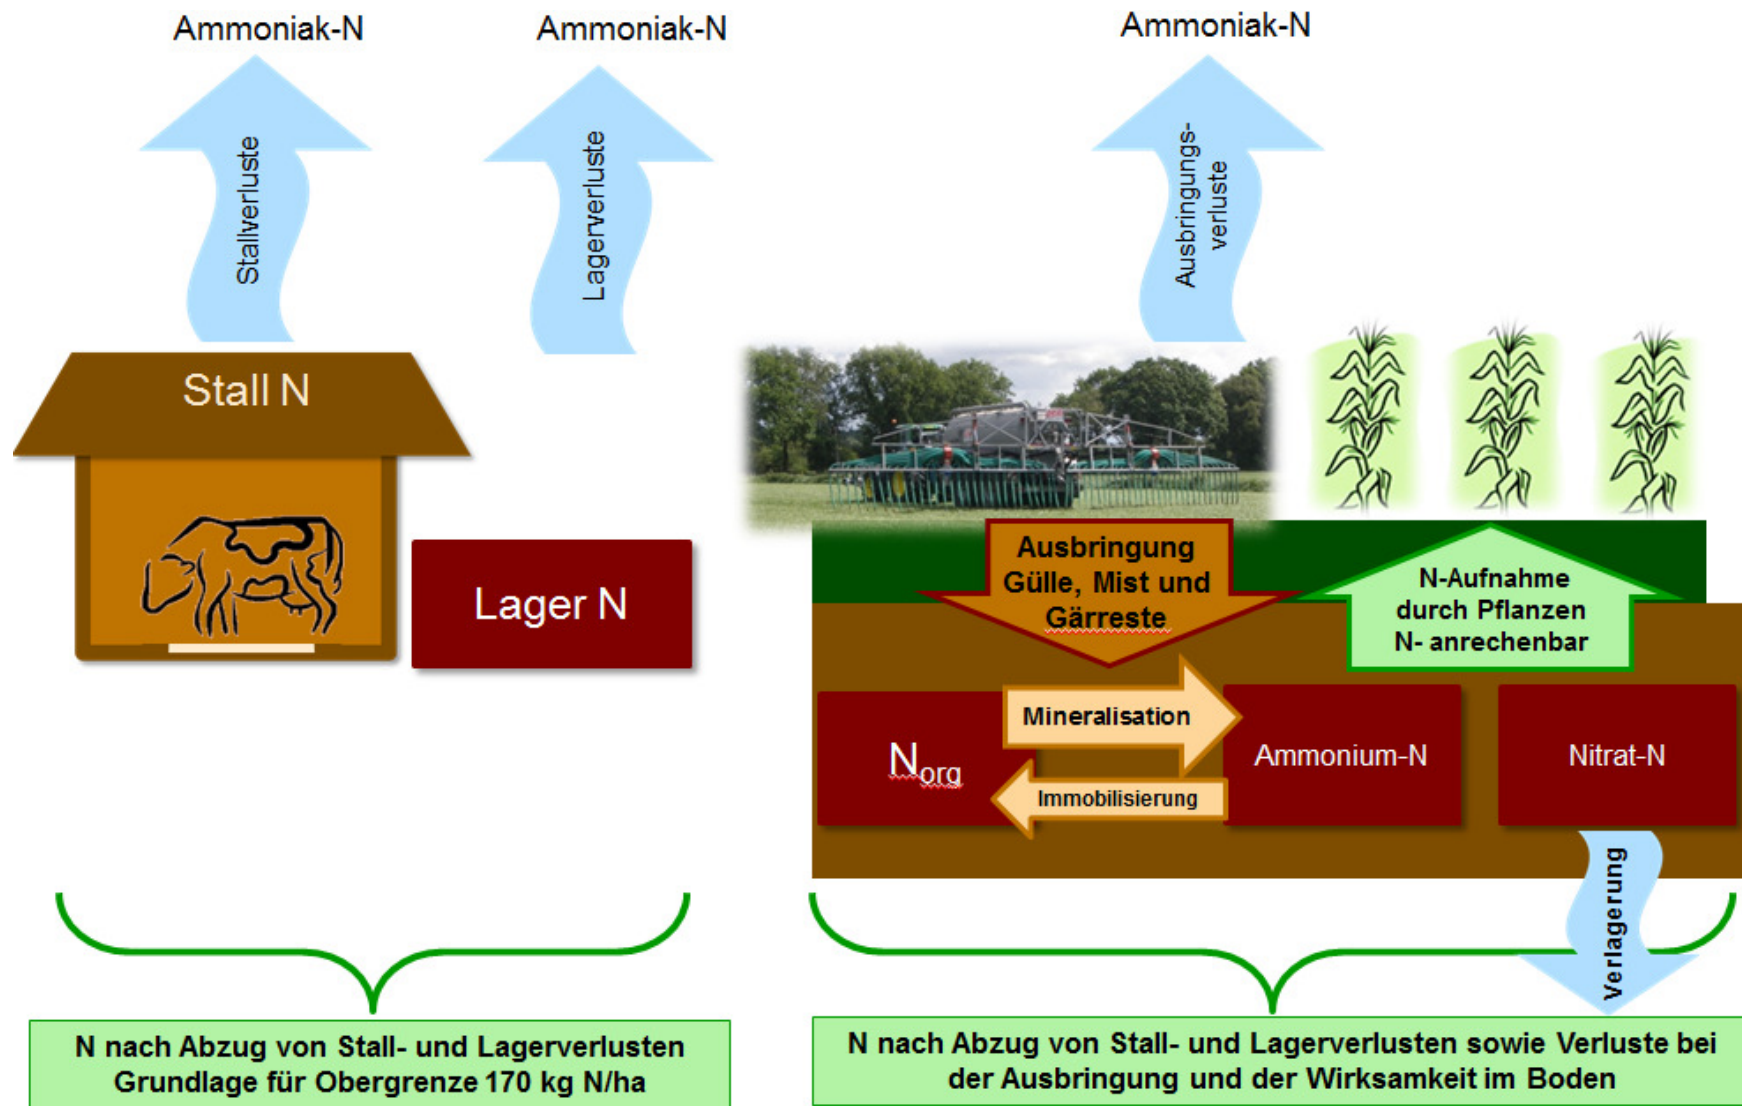 Ammoniak-N
Ammoniak-N
Ammoniak-N
Stallverluste
Lagerverluste
Ausbringungs-
verluste
Stall N
Lager N
Ausbringung
Gülle, Mist und
Gärreste
N-Aufnahme
durch Pflanzen
N- anrechenbar
Norg
Mineralisation
Immobilisierung
Ammonium-N
Nitrat-N
Verlagerung
N nach Abzug von Stall- und Lagerverlusten
Grundlage für Obergrenze 170 kg N/ha
N nach Abzug von Stall- und Lagerverlusten sowie Verluste bei
der Ausbringung und der Wirksamkeit im Boden